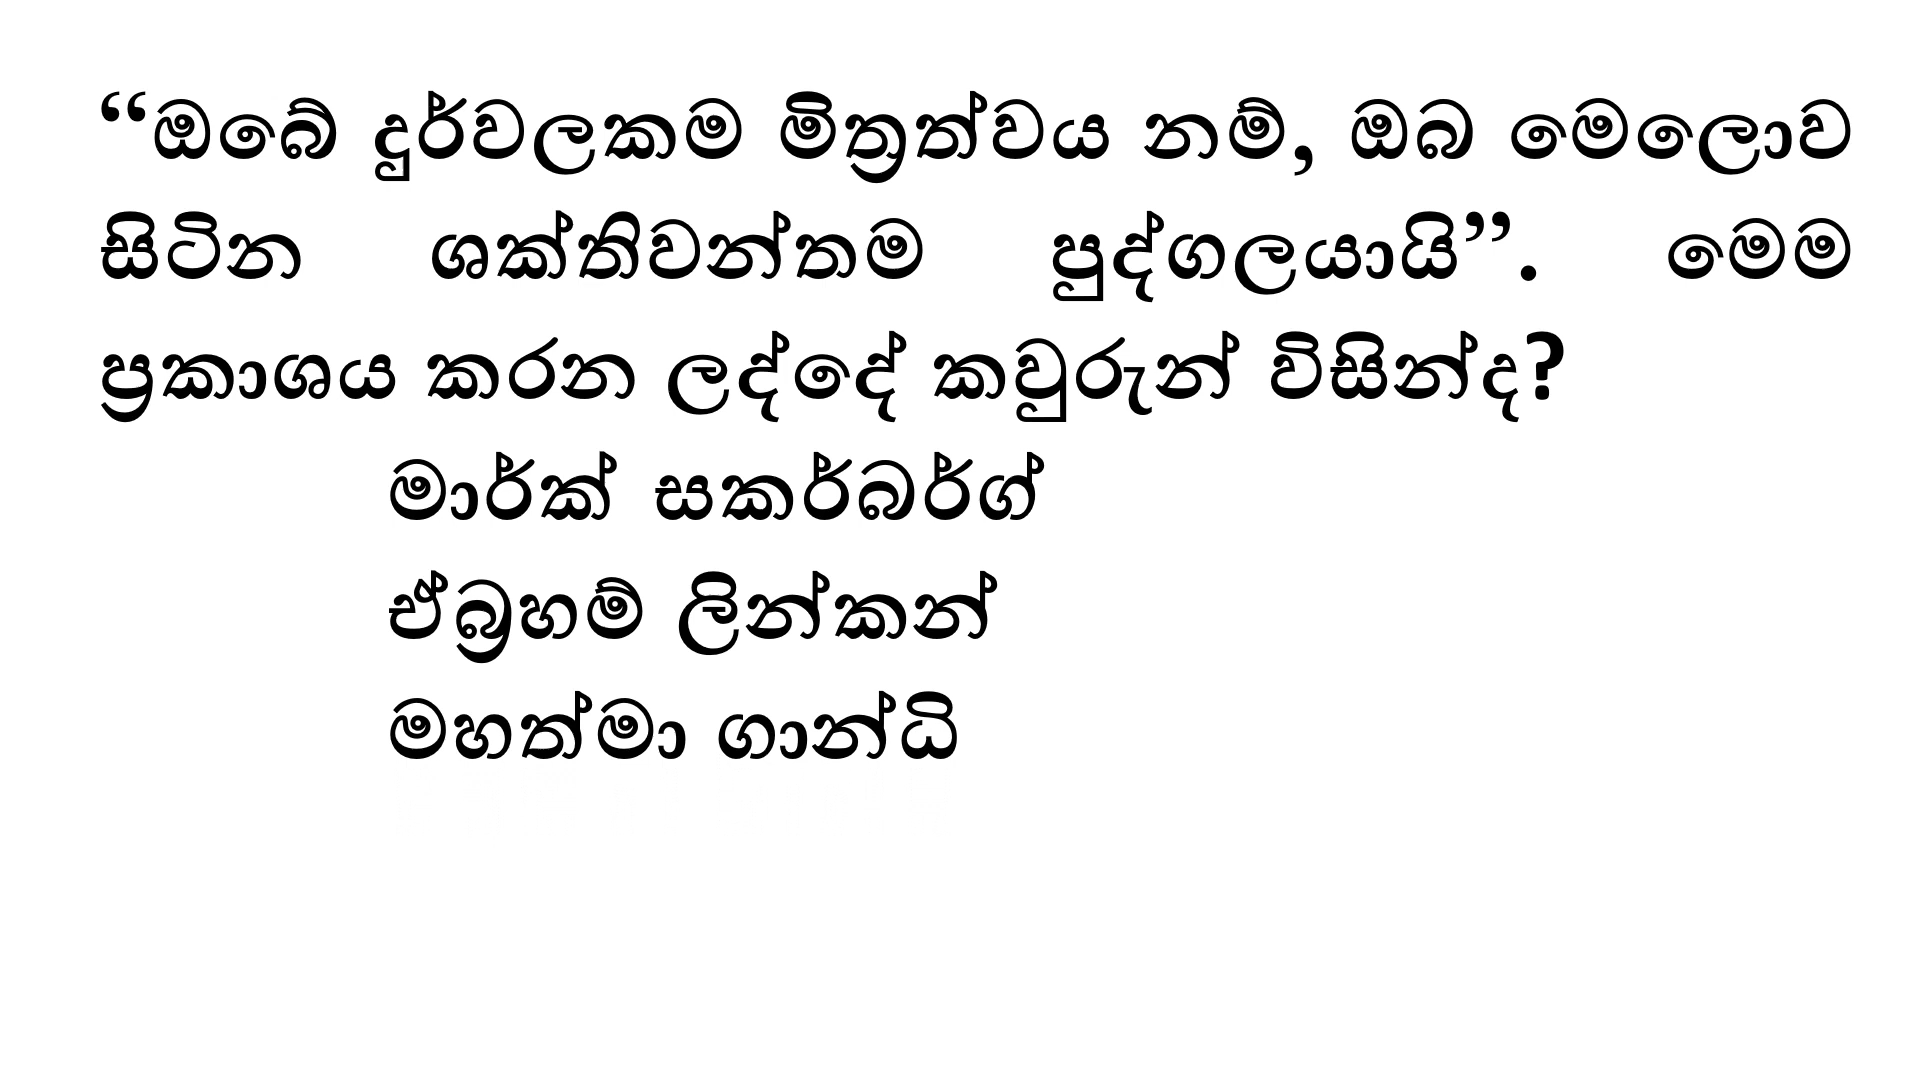 “ඔබේ දුර්වලකම මිත්‍රත්වය නම්, ඔබ මෙලොව
සිටින ශක්තිවන්තම පුද්ගලයායි”. මෙම
ප්‍රකාශය කරන ලද්දේ කවුරුන් විසින්ද?
මාර්ක් සකර්බර්ග්
ඒබ්‍රහම් ලින්කන්
මහත්මා ගාන්ධි